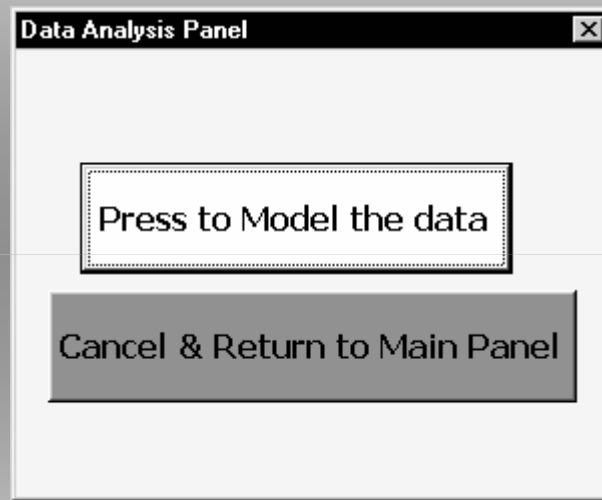 Data Analysis Panel
Press to Model the data
Cancel & Return to Main Panel